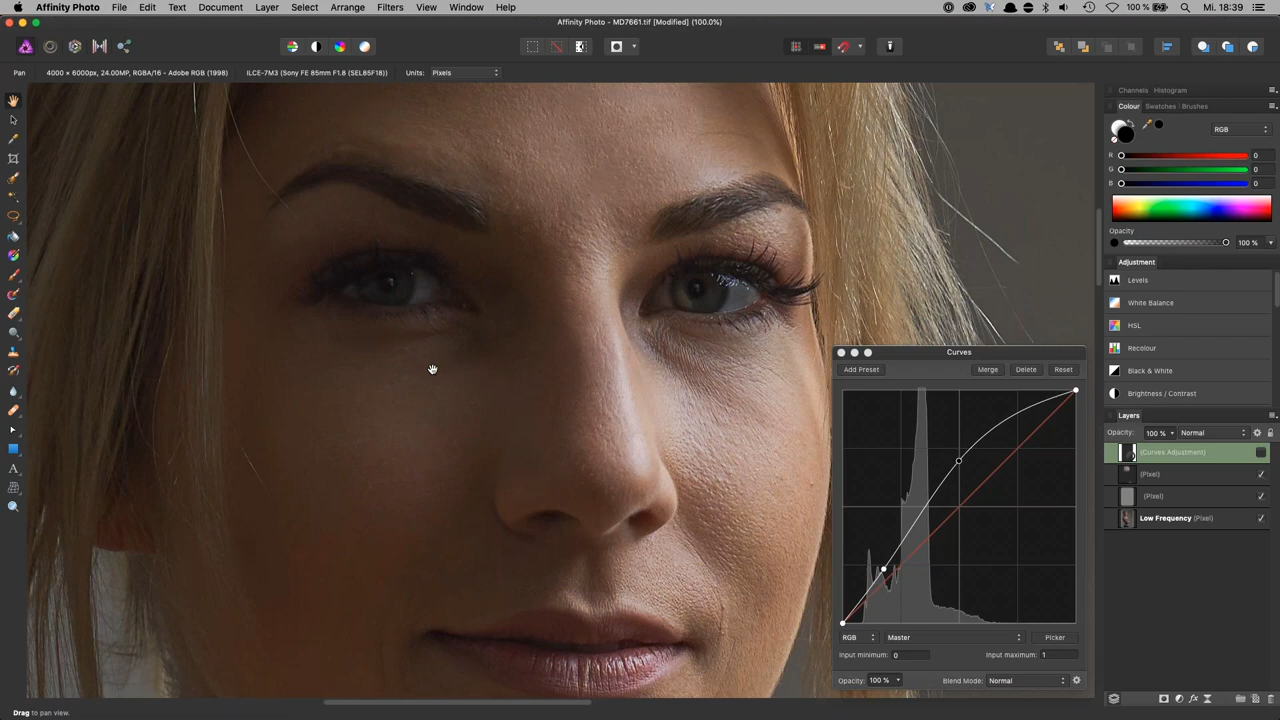 Affinity Photo File Edit Text Document Layer Select Arrange Filters View Window Help 100 % Mi. 18:39
Affinity Photo - MD7661.tif [Modified] (100.0%)
Pan 4000 × 6000px, 24.00MP, RGBA/16 - Adobe RGB (1998) ILCE-7M3 (Sony FE 85mm F1.8 (SEL85F18)) Units: Pixels
Channels Histogram
Colour Swatches Brushes
RGB
R 0
G 0
B 0
Opacity
100 %
Adjustment
Levels
White Balance
HSL
Recolour
Black & White
Brightness / Contrast
Layers
Opacity: 100 % Normal
(Curves Adjustment)
(Pixel)
(Pixel)
Low Frequency (Pixel)
Curves
Add Preset Merge Delete Reset
RGB Master Picker
Input minimum: 0 Input maximum: 1
Opacity: 100 % Blend Mode: Normal
A
Drag to pan view.